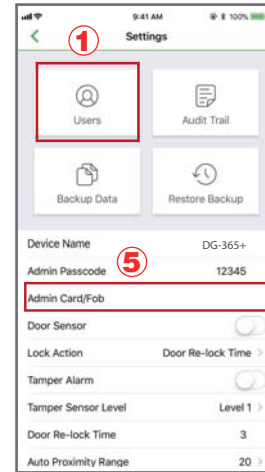 9:41 AM 100%
Settings
1
Users Audit Trail
Backup Data Restore Backup
Device Name DG-365+
Admin Passcode 12345
5
Admin Card/Fob
Door Sensor
Lock Action Door Re-lock Time >
Tamper Alarm
Tamper Sensor Level Level 1 >
Door Re-lock Time 3
Auto Proximity Range 20 >